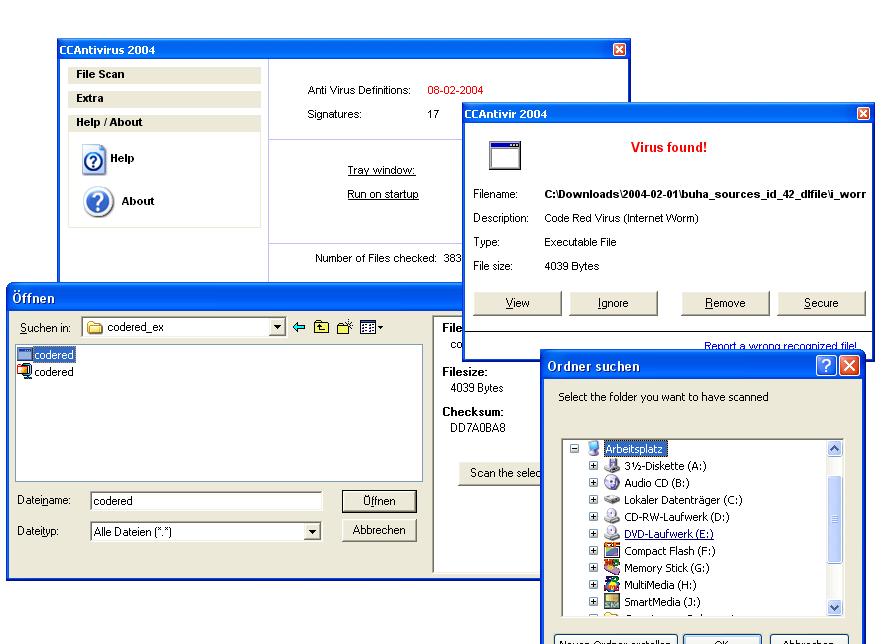 CCAntivirus 2004
File Scan
Extra
Help / About
Help
About
Anti Virus Definitions: 08-02-2004
Signatures: 17
Tray window:
Run on startup
Number of Files checked: 383
CCAntivir 2004
Virus found!
Filename: C:\Downloads\2004-02-01\buha_sources_id_42_dlfile\i_worr
Description: Code Red Virus (Internet Worm)
Type: Executable File
File size: 4039 Bytes
View Ignore Remove Secure
Report a wrong recognized file!
Öffnen
Suchen in: codered_ex
codered
codered
Dateiname: codered
Öffnen
Dateityp: Alle Dateien (*.*)
Abbrechen
File
co
Filesize:
4039 Bytes
Checksum:
DD7A0BA8
Scan the selec
Ordner suchen
Select the folder you want to have scanned
Arbeitsplatz
3½-Diskette (A:)
Audio CD (B:)
Lokaler Datenträger (C:)
CD-RW-Laufwerk (D:)
DVD-Laufwerk (E:)
Compact Flash (F:)
Memory Stick (G:)
MultiMedia (H:)
SmartMedia (J:)
Neuen Ordner erstellen OK Abbrechen